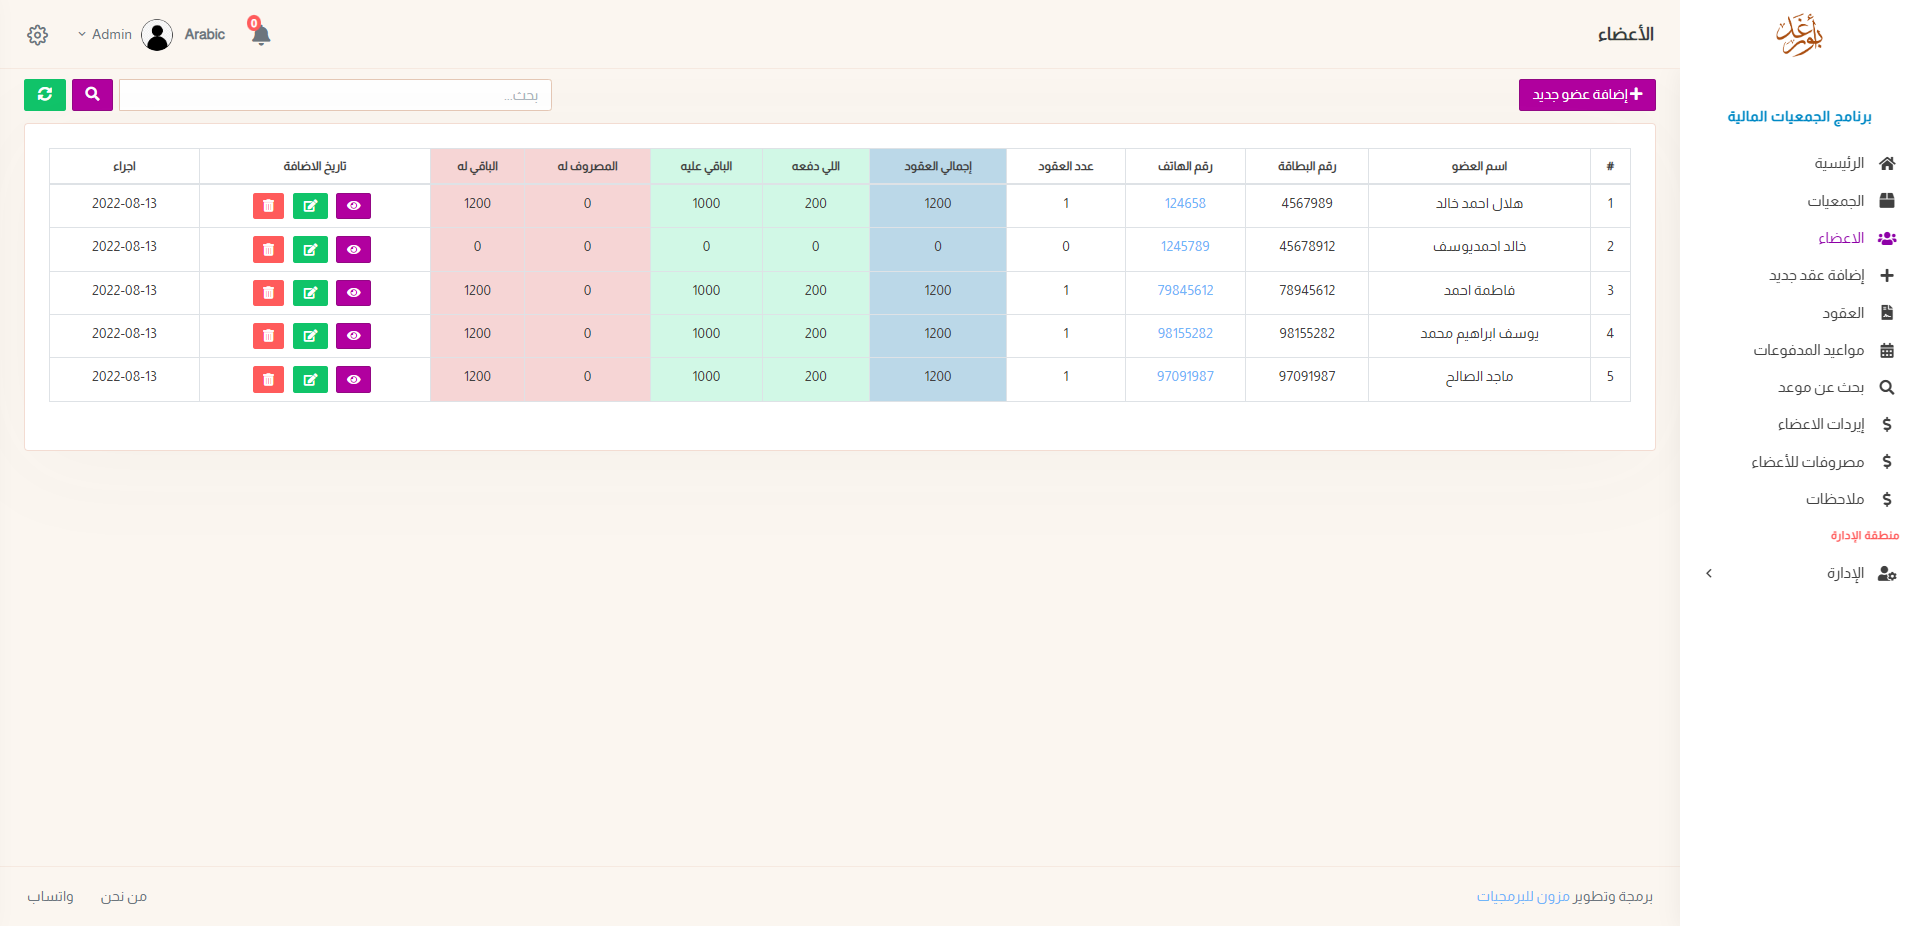 أبورغد
برنامج الجمعيات المالية
الرئيسية
الجمعيات
الاعضاء
إضافة عقد جديد
العقود
مواعيد المدفوعات
بحث عن موعد
إيردات الاعضاء
مصروفات للأعضاء
ملاحظات
منطقة الإدارة
الإدارة
الأعضاء
0
Arabic
Admin
إضافة عضو جديد
بحث...
# اسم العضو رقم البطاقة رقم الهاتف عدد العقود إجمالي العقود اللي دفعه الباقي عليه المصروف له الباقي له تاريخ الاضافة اجراء
1 هلال احمد خالد 4567989 124658 1 1200 200 1000 0 1200 2022-08-13
2 خالد احمديوسف 45678912 1245789 0 0 0 0 0 0 2022-08-13
3 فاطمة احمد 78945612 79845612 1 1200 200 1000 0 1200 2022-08-13
4 يوسف ابراهيم محمد 98155282 98155282 1 1200 200 1000 0 1200 2022-08-13
5 ماجد الصالح 97091987 97091987 1 1200 200 1000 0 1200 2022-08-13
برمجة وتطوير مزون للبرمجيات
من نحن
واتساب